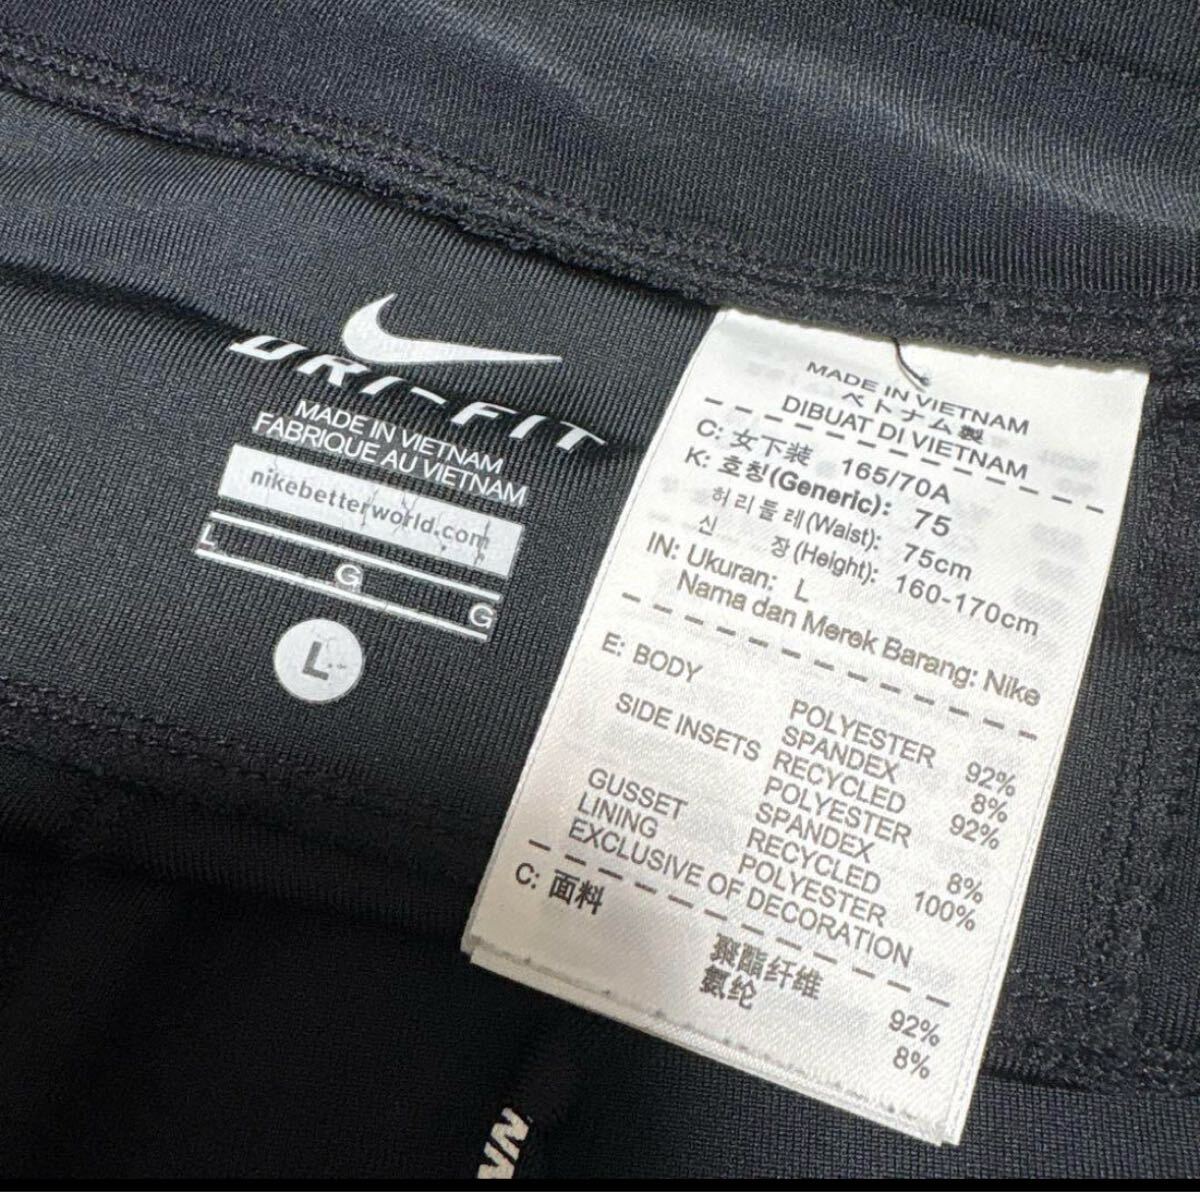 DRI-FIT
MADE IN VIETNAM
FABRIQUE AU VIETNAM
nikebetterworld.com
L
G
G
L
MADE IN VIETNAM
ベトナム製
DIBUAT DI VIETNAM
C: 女下装 165/70A
K: 호칭(Generic): 75
허리둘레(Waist): 75cm
신 장(Height): 160-170cm
IN: Ukuran: L
Nama dan Merek Barang: Nike
E: BODY POLYESTER 92%
SPANDEX 8%
SIDE INSETS RECYCLED
POLYESTER 92%
SPANDEX 8%
GUSSET RECYCLED
LINING POLYESTER 100%
EXCLUSIVE OF DECORATION
C: 面料 聚酯纤维 92%
氨纶 8%